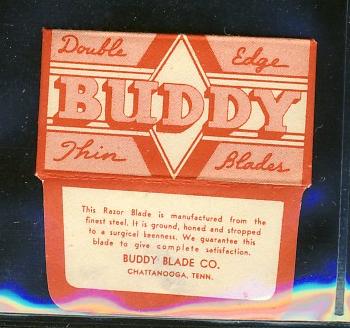 Double Edge
BUDDY
Thin Blades
This Razor Blade is manufactured from the
finest steel. It is ground, honed and stropped
to a surgical keenness. We guarantee this
blade to give complete satisfaction.
BUDDY BLADE CO.
CHATTANOOGA, TENN.